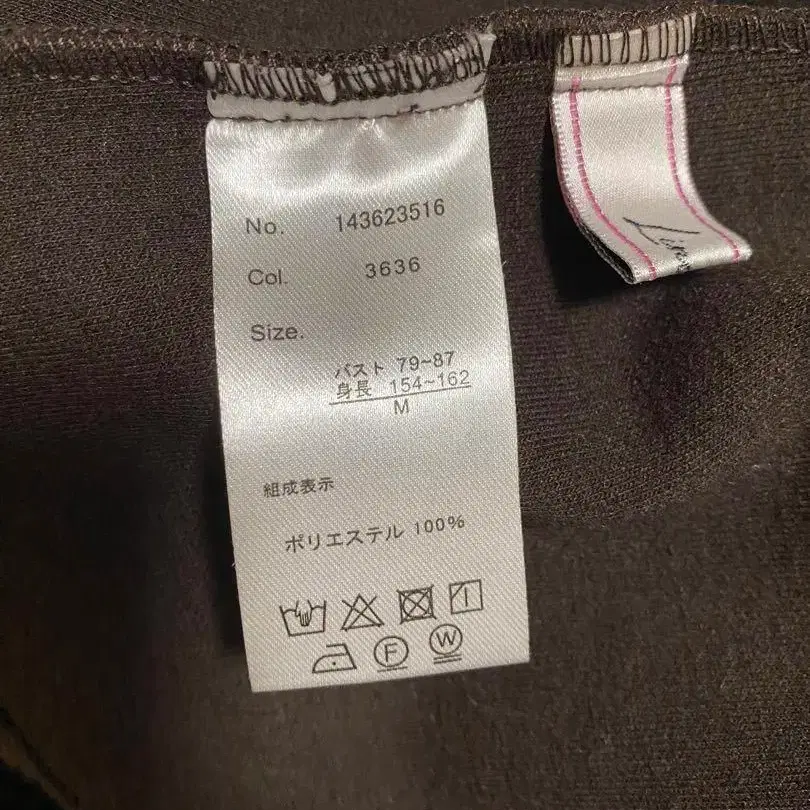 No. 143623516
Col. 3636
Size.
バスト 79~87
身長 154~162
M
組成表示
ポリエステル 100%
F W